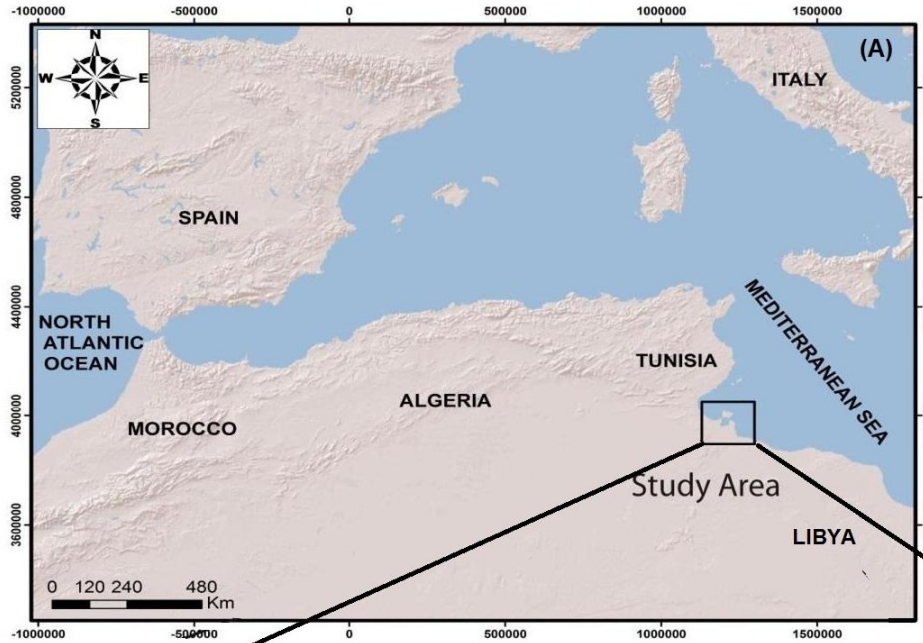 -1000000 -500000 0 500000 1000000 1500000
N
W E
S
(A)
ITALY
5200000
4800000
4400000
4000000
3600000
SPAIN
NORTH
ATLANTIC
OCEAN
MEDITERRANEAN SEA
TUNISIA
ALGERIA
MOROCCO
Study Area
LIBYA
0 120 240 480
Km
-1000000 -500000 0 500000 1000000 1500000